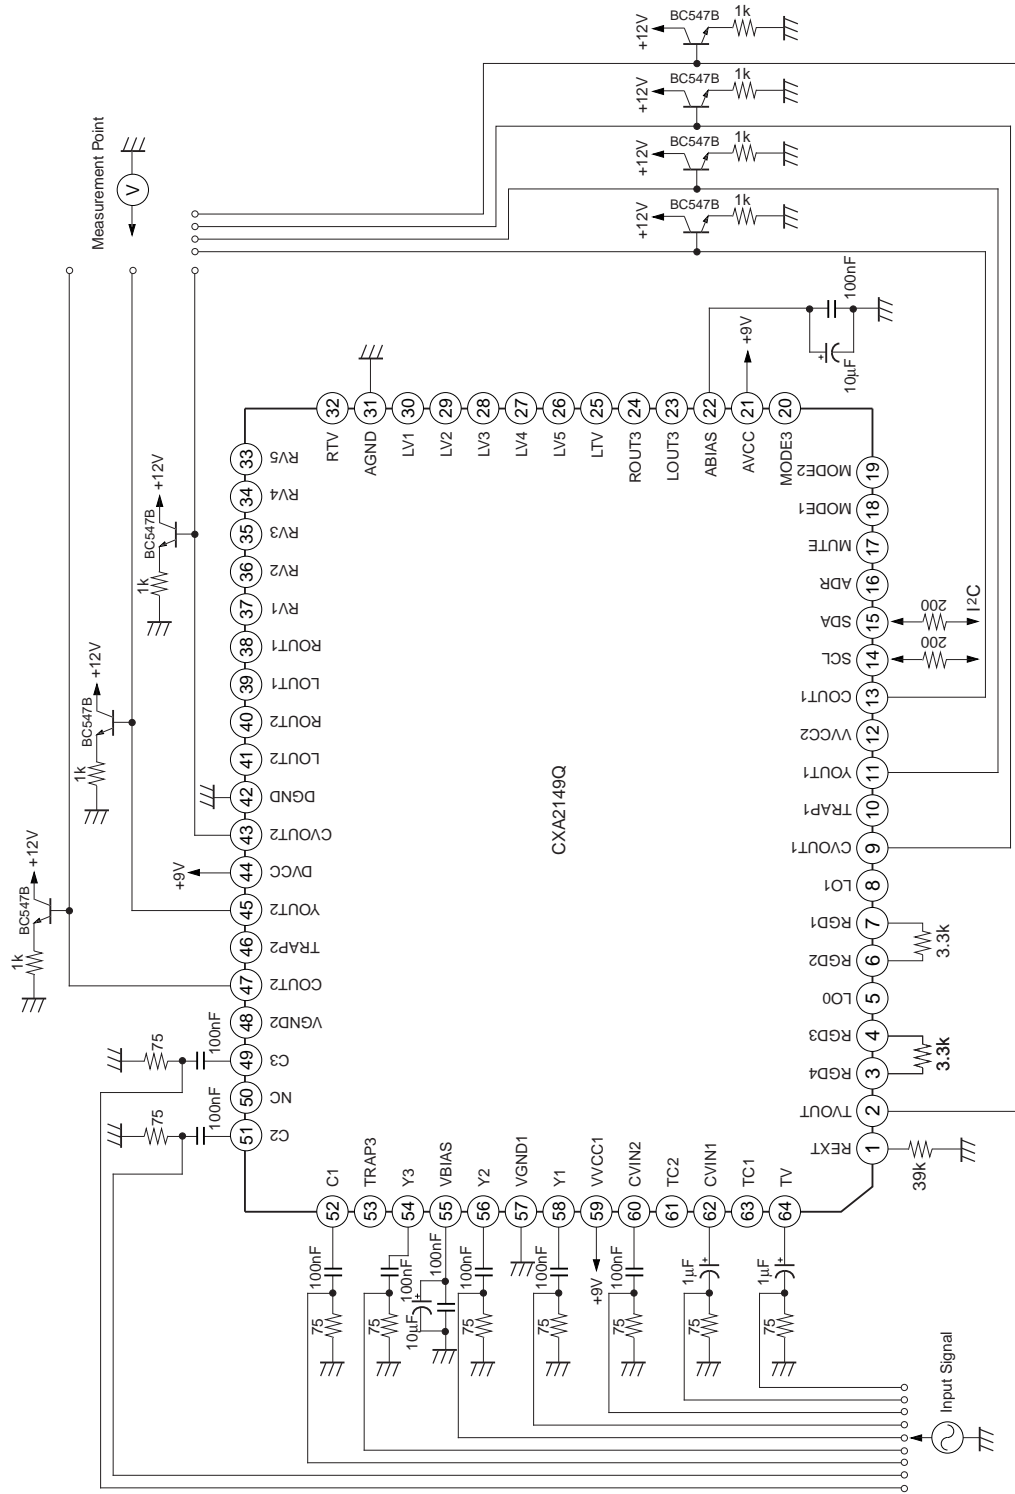 +12V
BC547B
1k
+12V
BC547B
1k
+12V
BC547B
1k
+12V
BC547B
1k
Measurement Point
V
1k
BC547B
+12V
1k
BC547B
+12V
1k
BC547B
+12V
10μF
100nF
+9V
32
31
30
29
28
27
26
25
24
23
22
21
20
RTV
AGND
LV1
LV2
LV3
LV4
LV5
LTV
ROUT3
LOUT3
ABIAS
AVCC
MODE3
33 RV5
34 RV4
35 RV3
36 RV2
37 RV1
38 ROUT1
39 LOUT1
40 ROUT2
41 LOUT2
42 DGND
43 CVOUT2
44 DVCC
+9V
45 YOUT2
46 TRAP2
47 COUT2
48 VGND2
49 C3
50 NC
51 C2
75
100nF
75
100nF
CXA2149Q
MODE2 19
MODE1 18
MUTE 17
ADR 16
SDA 15
SCL 14
COUT1 13
VVCC2 12
YOUT1 11
TRAP1 10
CVOUT1 9
LO1 8
RGD1 7
RGD2 6
LO0 5
RGD3 4
RGD4 3
TVOUT 2
REXT 1
200
200
I2C
3.3k
3.3k
39k
C1
TRAP3
Y3
VBIAS
Y2
VGND1
Y1
VVCC1
CVIN2
TC2
CVIN1
TC1
TV
52
53
54
55
56
57
58
59
60
61
62
63
64
100nF
75
100nF
75
100nF
10μF
100nF
75
100nF
75
+9V
100nF
75
1μF
75
1μF
75
Input Signal